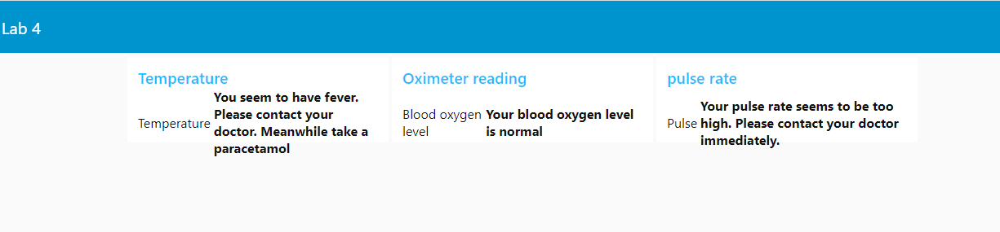 Lab 4
Temperature
Temperature
You seem to have fever.
Please contact your
doctor. Meanwhile take a
paracetamol
Oximeter reading
Blood oxygen
level
Your blood oxygen level
is normal
pulse rate
Pulse
Your pulse rate seems to be too
high. Please contact your doctor
immediately.